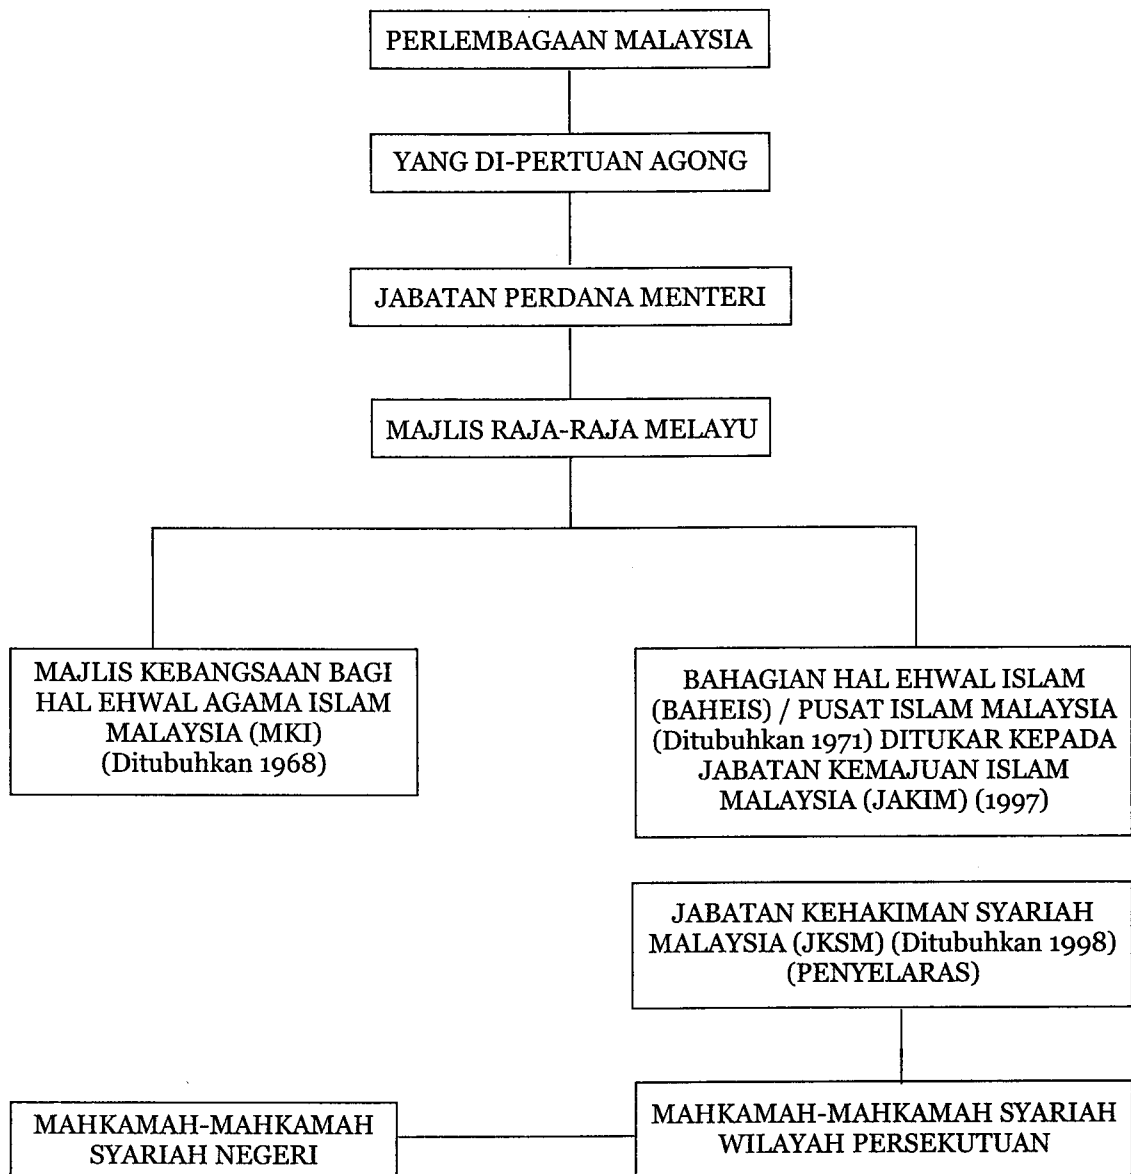 PERLEMBAGAAN MALAYSIA
YANG DI-PERTUAN AGONG
JABATAN PERDANA MENTERI
MAJLIS RAJA-RAJA MELAYU
MAJLIS KEBANGSAAN BAGI
HAL EHWAL AGAMA ISLAM
MALAYSIA (MKI)
(Ditubuhkan 1968)
BAHAGIAN HAL EHWAL ISLAM
(BAHEIS) / PUSAT ISLAM MALAYSIA
(Ditubuhkan 1971) DITUKAR KEPADA
JABATAN KEMAJUAN ISLAM
MALAYSIA (JAKIM) (1997)
JABATAN KEHAKIMAN SYARIAH
MALAYSIA (JKSM) (Ditubuhkan 1998)
(PENYELARAS)
MAHKAMAH-MAHKAMAH
SYARIAH NEGERI
MAHKAMAH-MAHKAMAH SYARIAH
WILAYAH PERSEKUTUAN